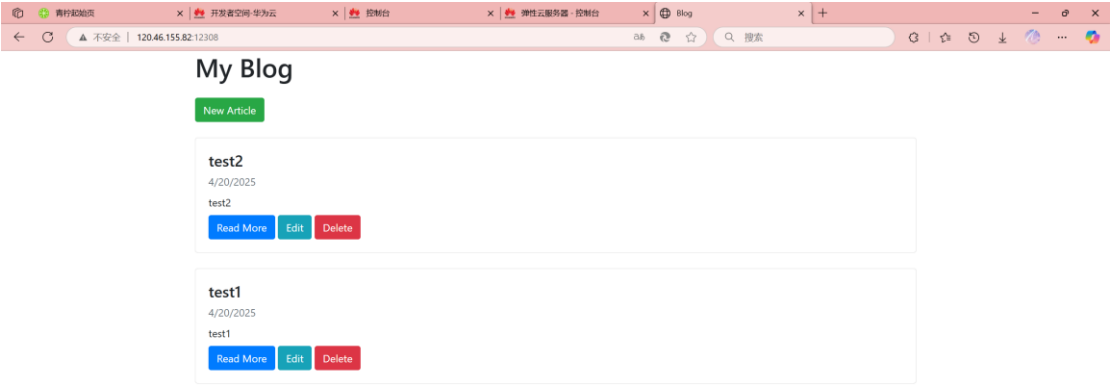 青柠起始页 开发者空间-华为云 控制台 弹性云服务器 - 控制台 Blog
不安全 120.46.155.82:12308 aあ 搜索
My Blog
New Article
test2
4/20/2025
test2
Read More Edit Delete
test1
4/20/2025
test1
Read More Edit Delete